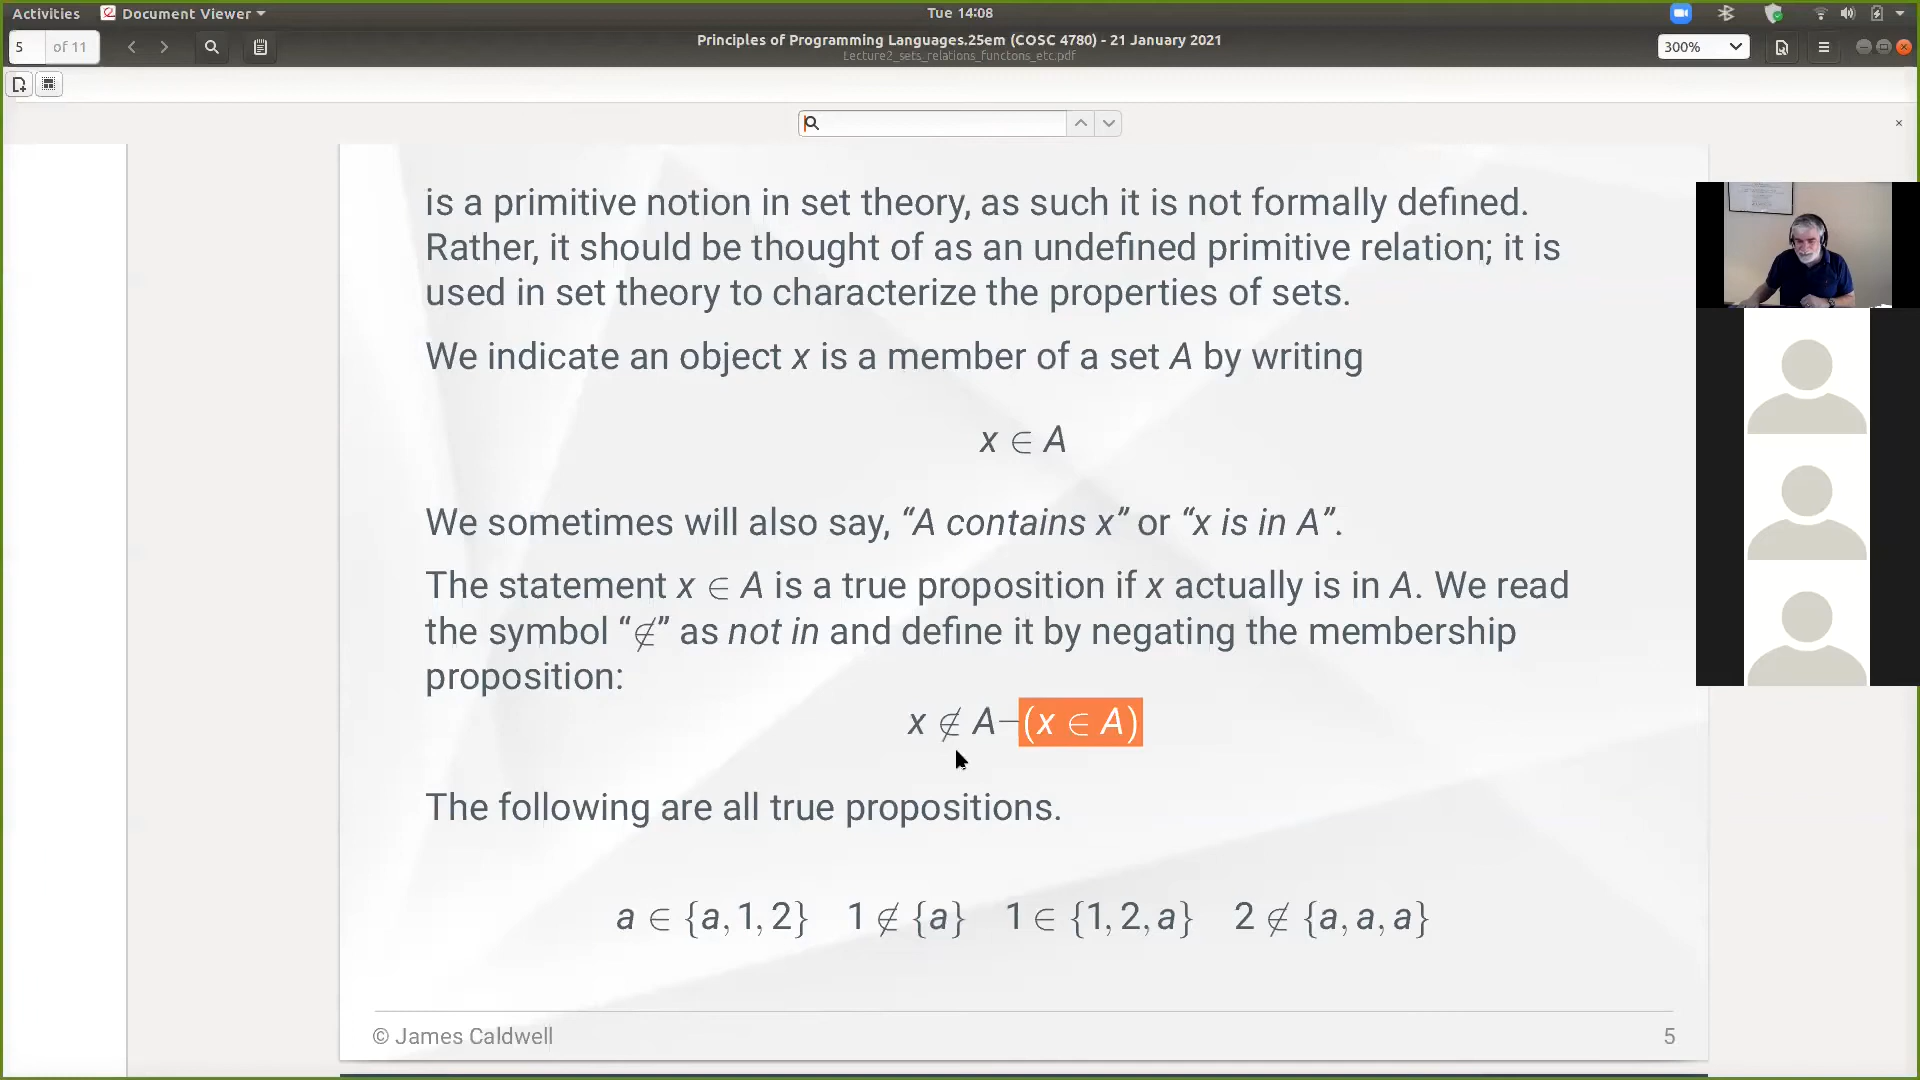 Activities Document Viewer Tue 14:08
5 of 11 Principles of Programming Languages.25em (COSC 4780) - 21 January 2021 300%
Lecture2_sets_relations_functons_etc.pdf
is a primitive notion in set theory, as such it is not formally defined.
Rather, it should be thought of as an undefined primitive relation; it is
used in set theory to characterize the properties of sets.
We indicate an object x is a member of a set A by writing
x ∈ A
We sometimes will also say, “A contains x” or “x is in A”.
The statement x ∈ A is a true proposition if x actually is in A. We read
the symbol “∉” as not in and define it by negating the membership
proposition:
x ∉ A¬(x ∈ A)
The following are all true propositions.
a ∈ {a, 1, 2} 1 ∉ {a} 1 ∈ {1, 2, a} 2 ∉ {a, a, a}
© James Caldwell 5